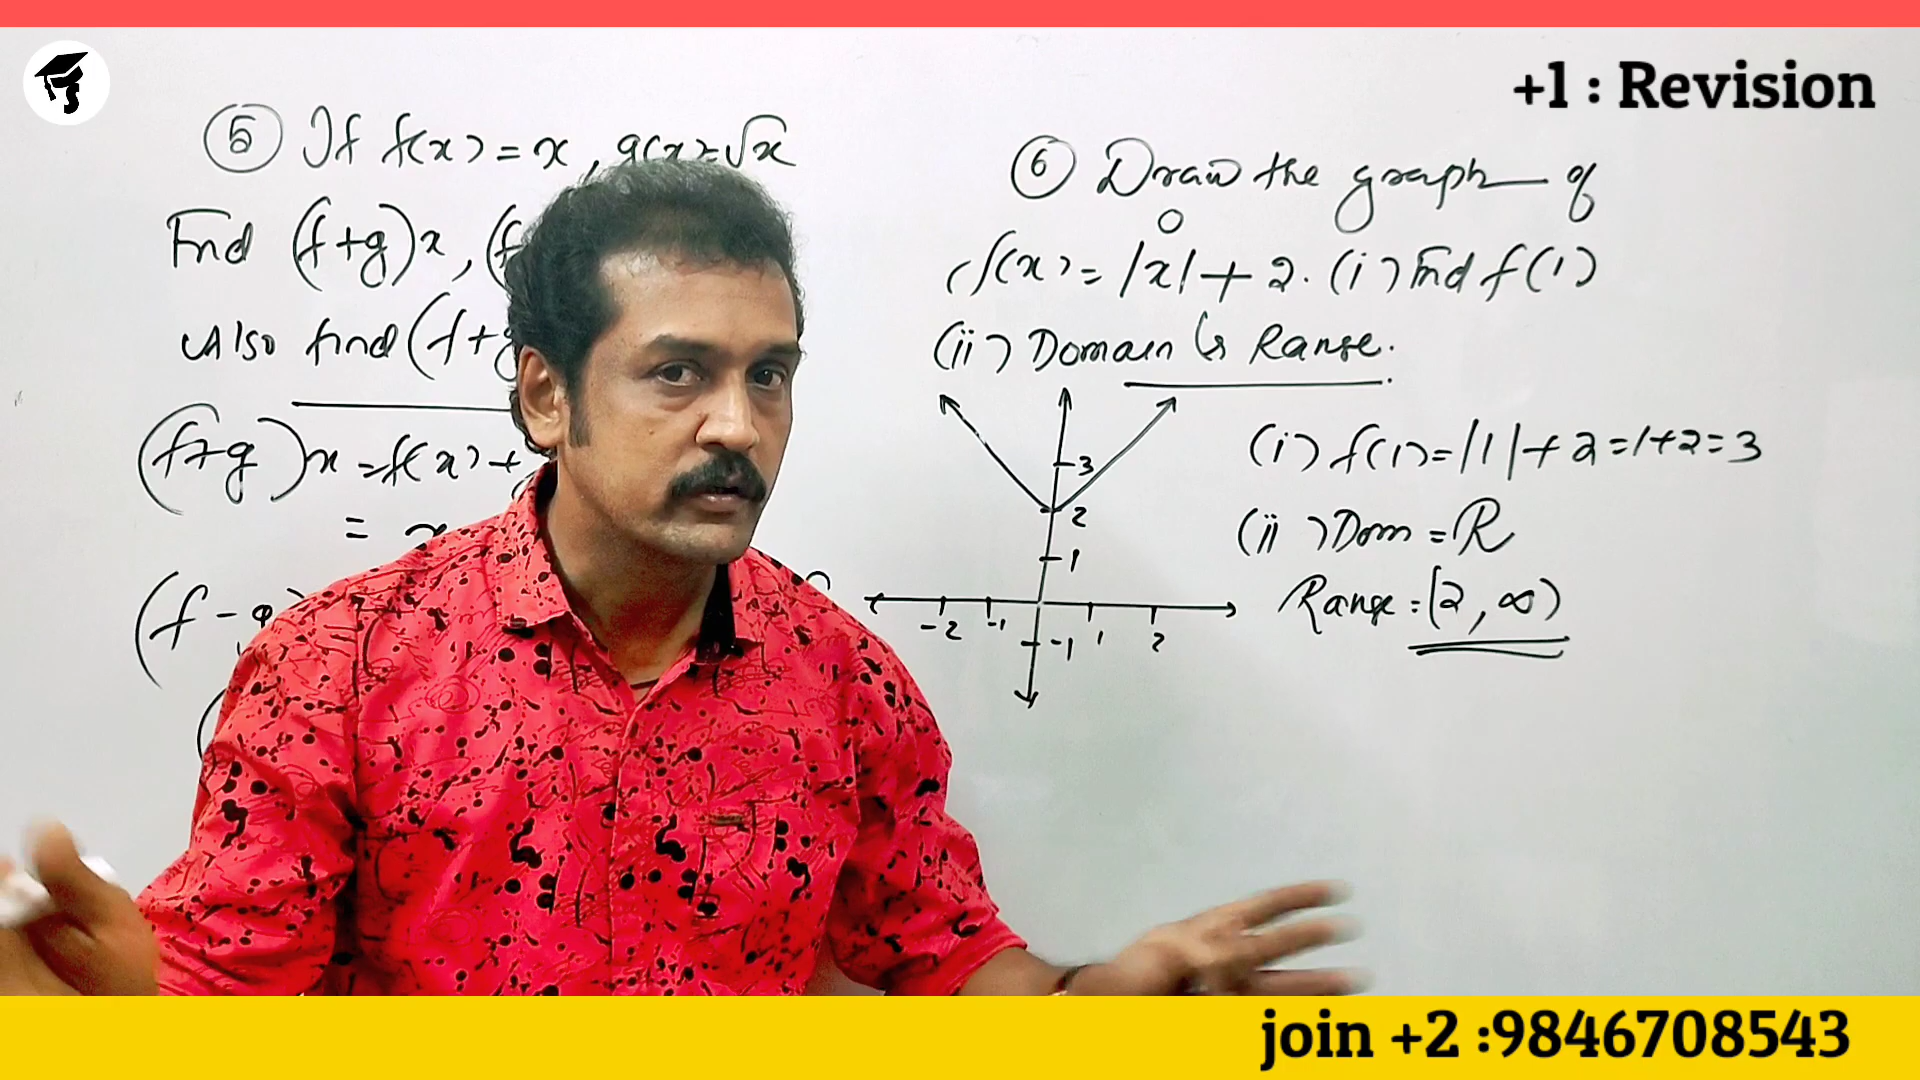 +1 : Revision
⑤ If f(x) = x, g(x) = √x
Find (f+g)x, (f
Also find (f+g
(f+g)x = f(x) +
= x
(f - g)
⑥ Draw the graph of
f(x) = |x| + 2. (i) Find f(1)
(ii) Domain & Range.
3
2
1
-2 -1 1 2
-1
(i) f(1) = |1| + 2 = 1+2 = 3
(ii) Dom = R
Range = [2, ∞)
join +2 :9846708543